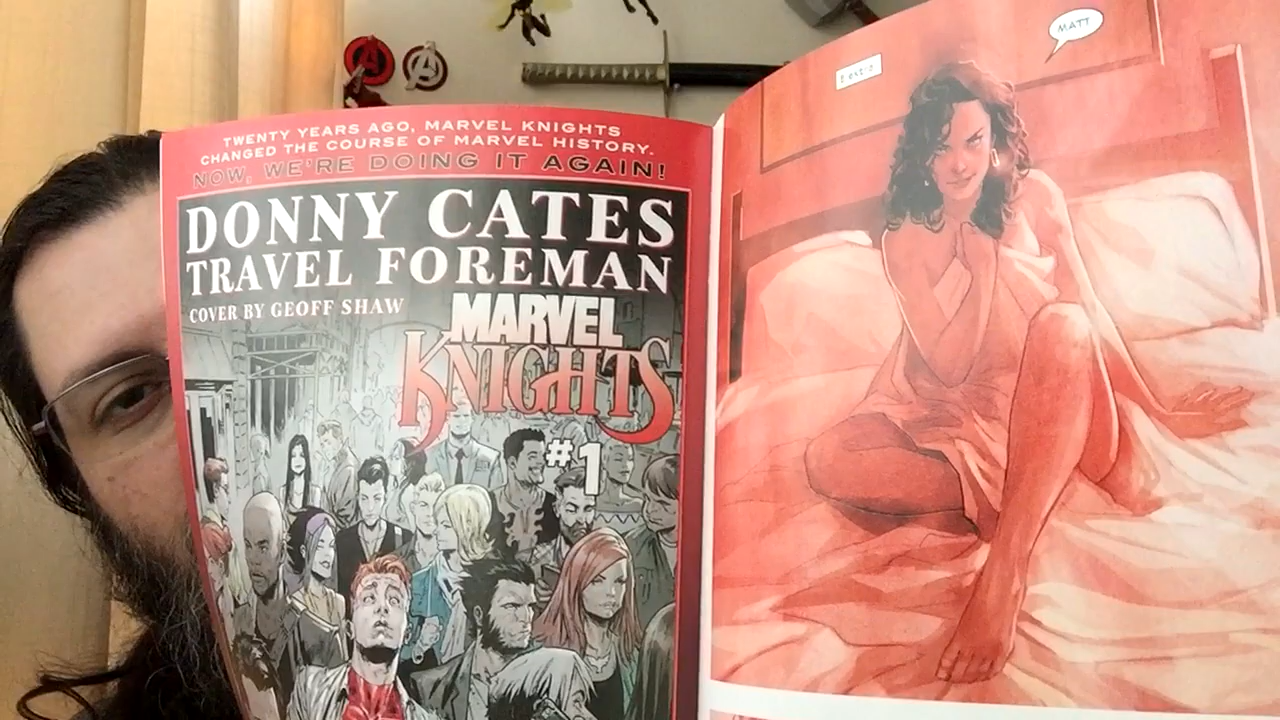 TWENTY YEARS AGO, MARVEL KNIGHTS
CHANGED THE COURSE OF MARVEL HISTORY.
NOW, WE'RE DOING IT AGAIN!
DONNY CATES
TRAVEL FOREMAN
COVER BY GEOFF SHAW
MARVEL
KNIGHTS
#1
MATT